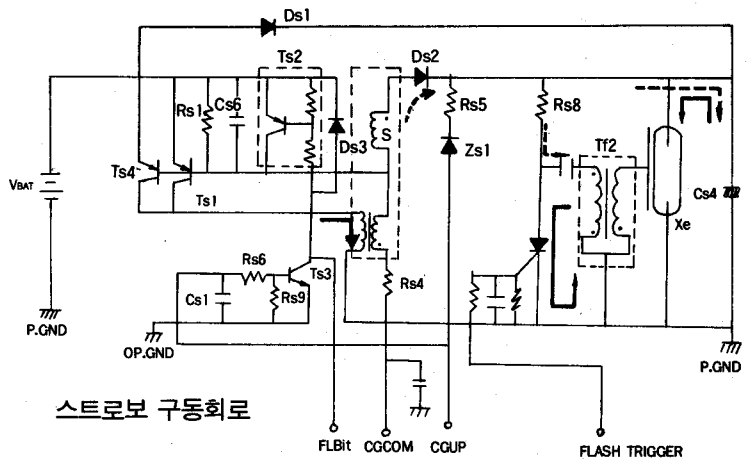 Ds1
Ts2
Ds2
Rs1
Cs6
Rs5
Rs8
S
Ds3
Zs1
Tf2
Ts4
VBAT
Cs4
Xe
Ts1
Rs6
Ts3
Rs4
Cs1
Rs9
P.GND
OP.GND
P.GND
스트로보 구동회로
FLBit
CGCOM
CGUP
FLASH TRIGGER